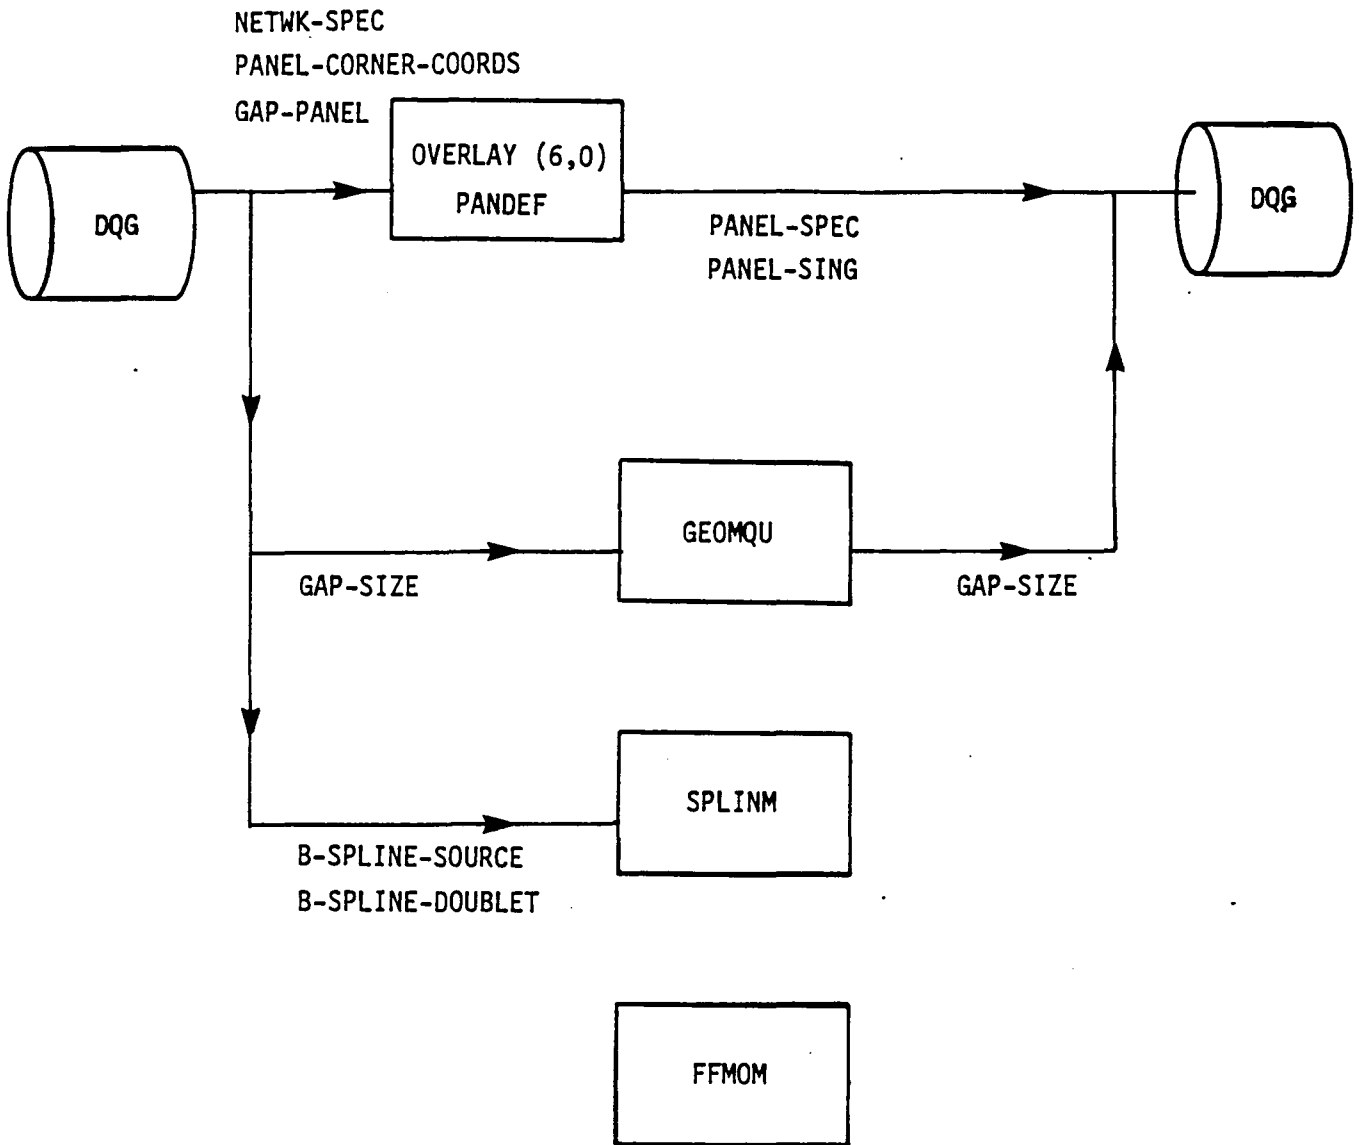 NETWK-SPEC
PANEL-CORNER-COORDS
GAP-PANEL
OVERLAY (6,0)
PANDEF
DQG
DQG
PANEL-SPEC
PANEL-SING
GEOMQU
GAP-SIZE
GAP-SIZE
SPLINM
B-SPLINE-SOURCE
B-SPLINE-DOUBLET
FFMOM